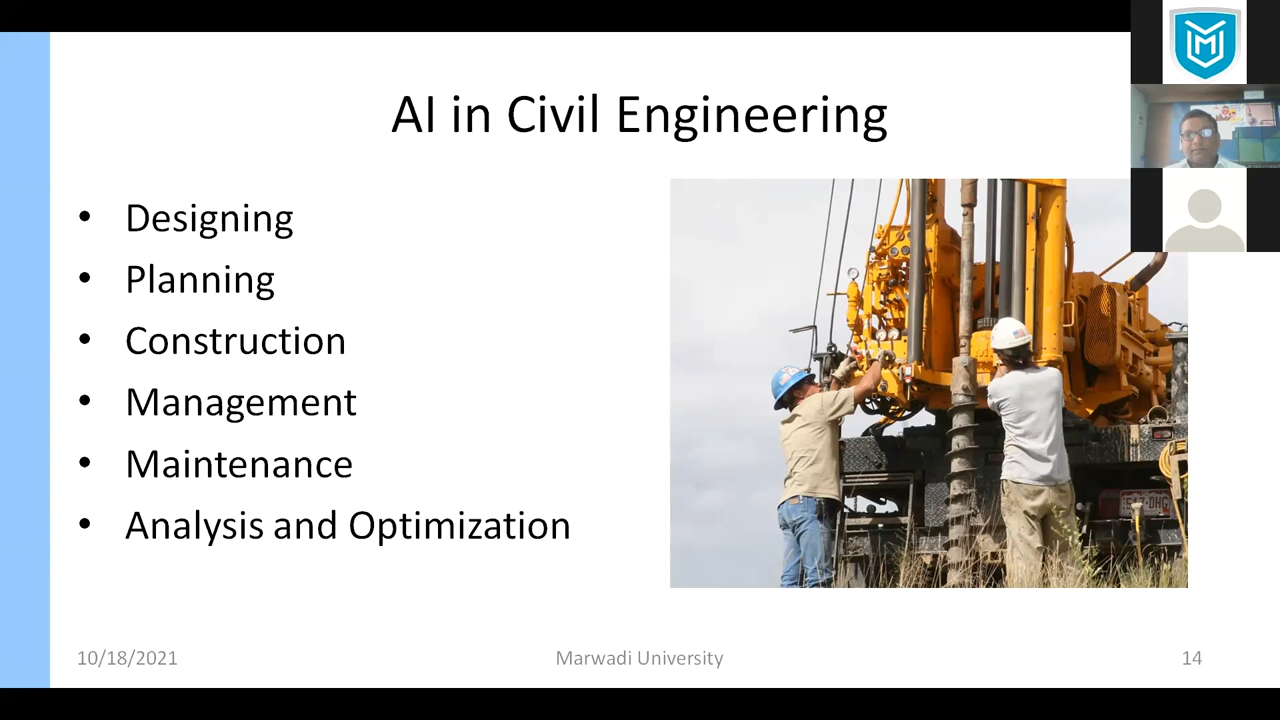 AI in Civil Engineering
• Designing
• Planning
• Construction
• Management
• Maintenance
• Analysis and Optimization
10/18/2021
Marwadi University
14